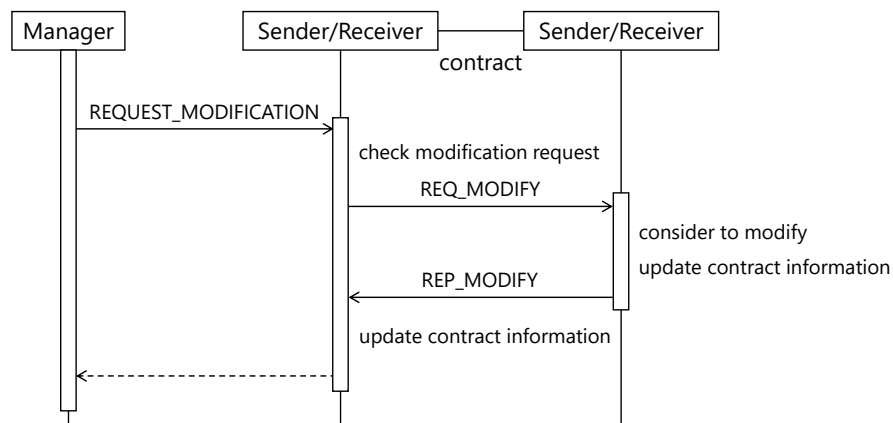 Manager
Sender/Receiver
Sender/Receiver
contract
REQUEST_MODIFICATION
check modification request
REQ_MODIFY
consider to modify
update contract information
REP_MODIFY
update contract information